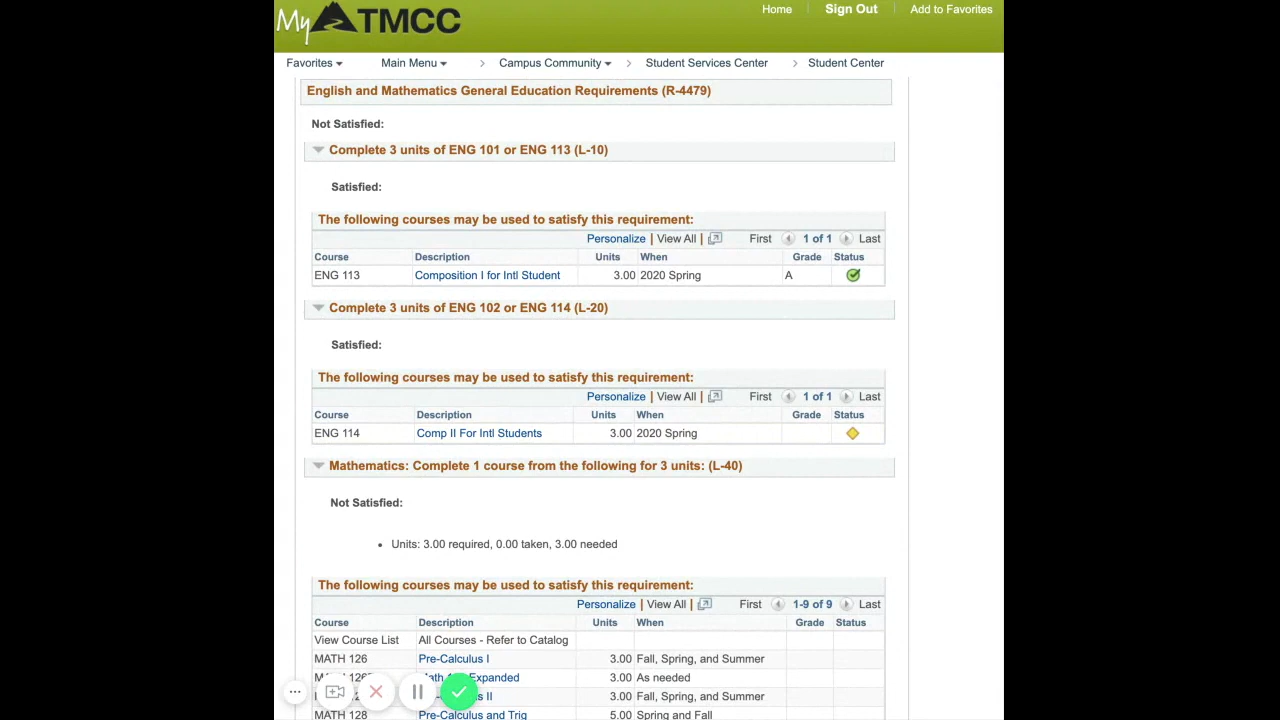 My TMCC
Home Sign Out Add to Favorites
Favorites Main Menu Campus Community Student Services Center Student Center
English and Mathematics General Education Requirements (R-4479)
Not Satisfied:
Complete 3 units of ENG 101 or ENG 113 (L-10)
Satisfied:
The following courses may be used to satisfy this requirement:
Personalize | View All | First 1 of 1 Last
Course Description Units When Grade Status
ENG 113 Composition I for Intl Student 3.00 2020 Spring A
Complete 3 units of ENG 102 or ENG 114 (L-20)
Satisfied:
The following courses may be used to satisfy this requirement:
Personalize | View All | First 1 of 1 Last
Course Description Units When Grade Status
ENG 114 Comp II For Intl Students 3.00 2020 Spring
Mathematics: Complete 1 course from the following for 3 units: (L-40)
Not Satisfied:
• Units: 3.00 required, 0.00 taken, 3.00 needed
The following courses may be used to satisfy this requirement:
Personalize | View All | First 1-9 of 9 Last
Course Description Units When Grade Status
View Course List All Courses - Refer to Catalog
MATH 126 Pre-Calculus I 3.00 Fall, Spring, and Summer
Expanded 3.00 As needed
II 3.00 Fall, Spring, and Summer
MATH 128 Pre-Calculus and Trig 5.00 Spring and Fall